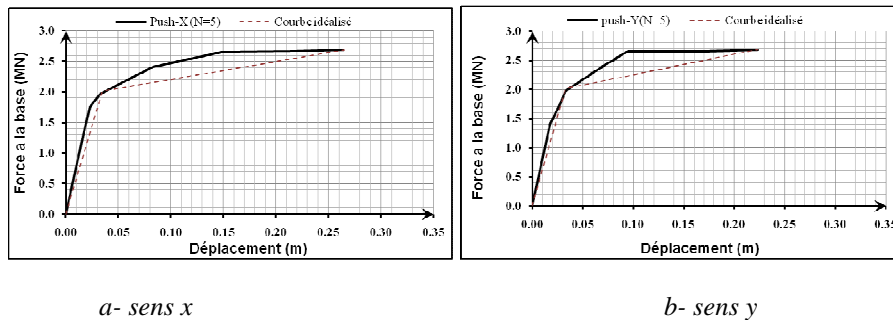 Push-X (N=5) Courbe idéalisé
Force a la base (MN)
3.0
2.5
2.0
1.5
1.0
0.5
0.0
0.00 0.05 0.10 0.15 0.20 0.25 0.30 0.35
Déplacement (m)
push-Y(N=5) Courbe idéalisé
Force a la base (MN)
3.0
2.5
2.0
1.5
1.0
0.5
0.0
0.00 0.05 0.10 0.15 0.20 0.25 0.30 0.35
Déplacement (m)
a- sens x
b- sens y